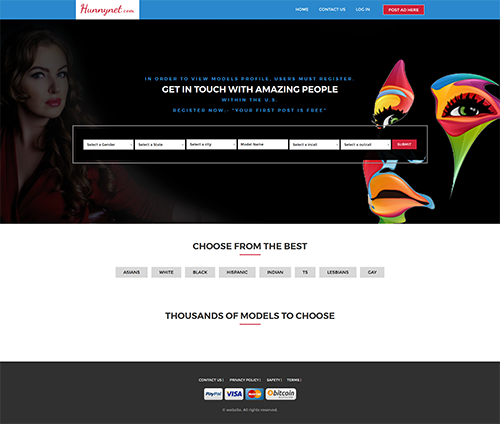 Hunnynet.com
HOME CONTACT US LOG IN POST AD HERE
IN ORDER TO VIEW MODELS PROFILE, USERS MUST REGISTER.
GET IN TOUCH WITH AMAZING PEOPLE
WITHIN THE U.S.
REGISTER NOW-- "YOUR FIRST POST IS FREE"
Select a Gender Select a State Select a city Model Name Select a incall Select a outcall SUBMIT
CHOOSE FROM THE BEST
ASIANS WHITE BLACK HISPANIC INDIAN TS LESBIANS GAY
THOUSANDS OF MODELS TO CHOOSE
CONTACT US | PRIVACY POLICY | SAFETY | TERMS |
PayPal VISA MasterCard bitcoin
© website. All rights reserved.